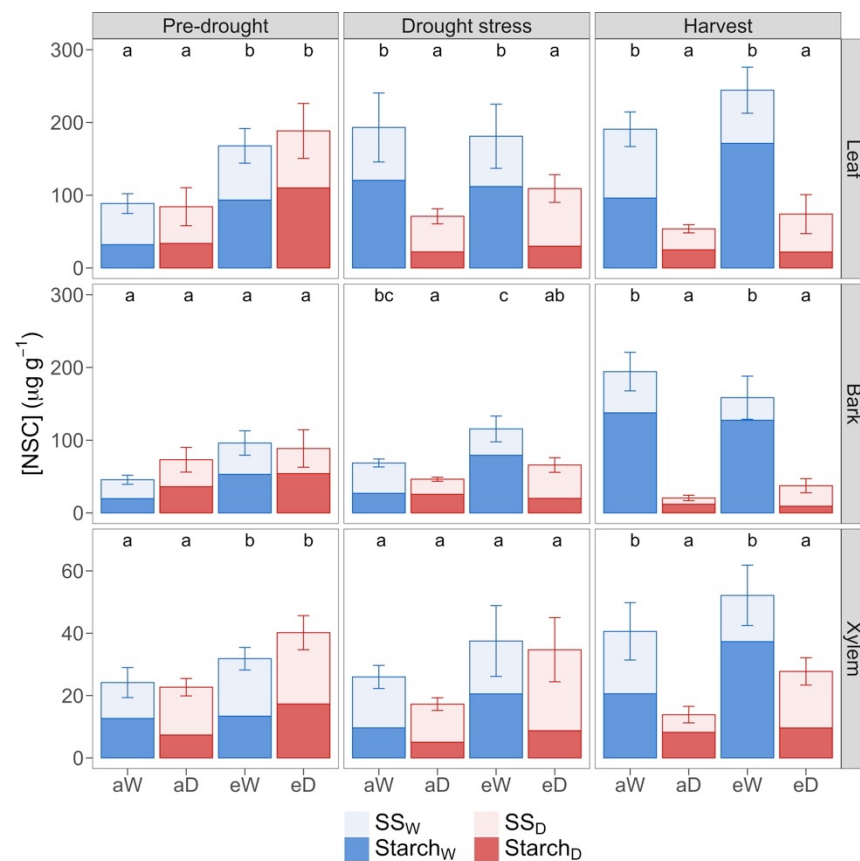 Pre-drought Drought stress Harvest
300 a a b b b a b a b a b a
200
100
0
Leaf
300 a a a a bc a c ab b a b a
200
100
0
Bark
[NSC] (µg g⁻¹)
a a b b a a a a b a b a
60
40
20
0
Xylem
aW aD eW eD aW aD eW eD aW aD eW eD
SS_W SS_D
Starch_W Starch_D